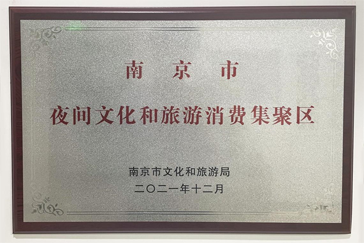 南京市
夜间文化和旅游消费集聚区
南京市文化和旅游局
二〇二一年十二月